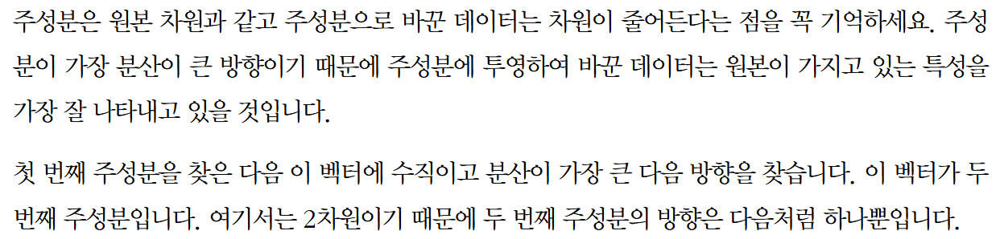 주성분은 원본 차원과 같고 주성분으로 바꾼 데이터는 차원이 줄어든다는 점을 꼭 기억하세요. 주성
분이 가장 분산이 큰 방향이기 때문에 주성분에 투영하여 바꾼 데이터는 원본이 가지고 있는 특성을
가장 잘 나타내고 있을 것입니다.
첫 번째 주성분을 찾은 다음 이 벡터에 수직이고 분산이 가장 큰 다음 방향을 찾습니다. 이 벡터가 두
번째 주성분입니다. 여기서는 2차원이기 때문에 두 번째 주성분의 방향은 다음처럼 하나뿐입니다.